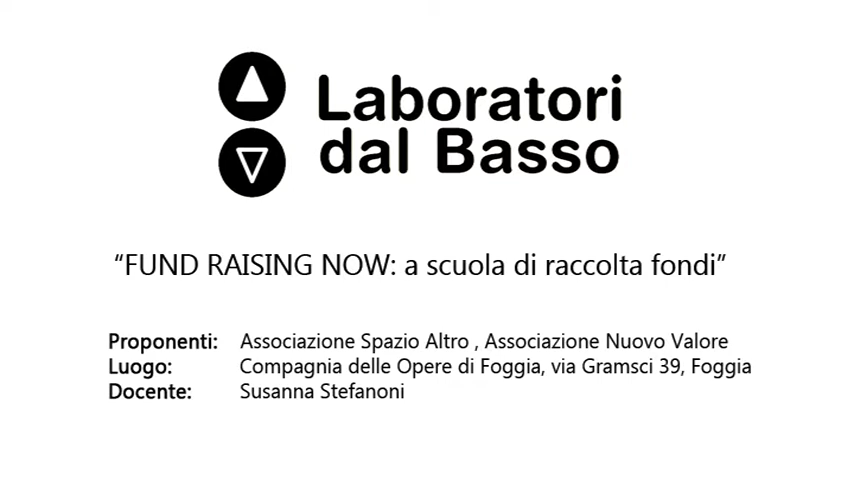 Laboratori
dal Basso
“FUND RAISING NOW: a scuola di raccolta fondi”
Proponenti: Associazione Spazio Altro , Associazione Nuovo Valore
Luogo: Compagnia delle Opere di Foggia, via Gramsci 39, Foggia
Docente: Susanna Stefanoni